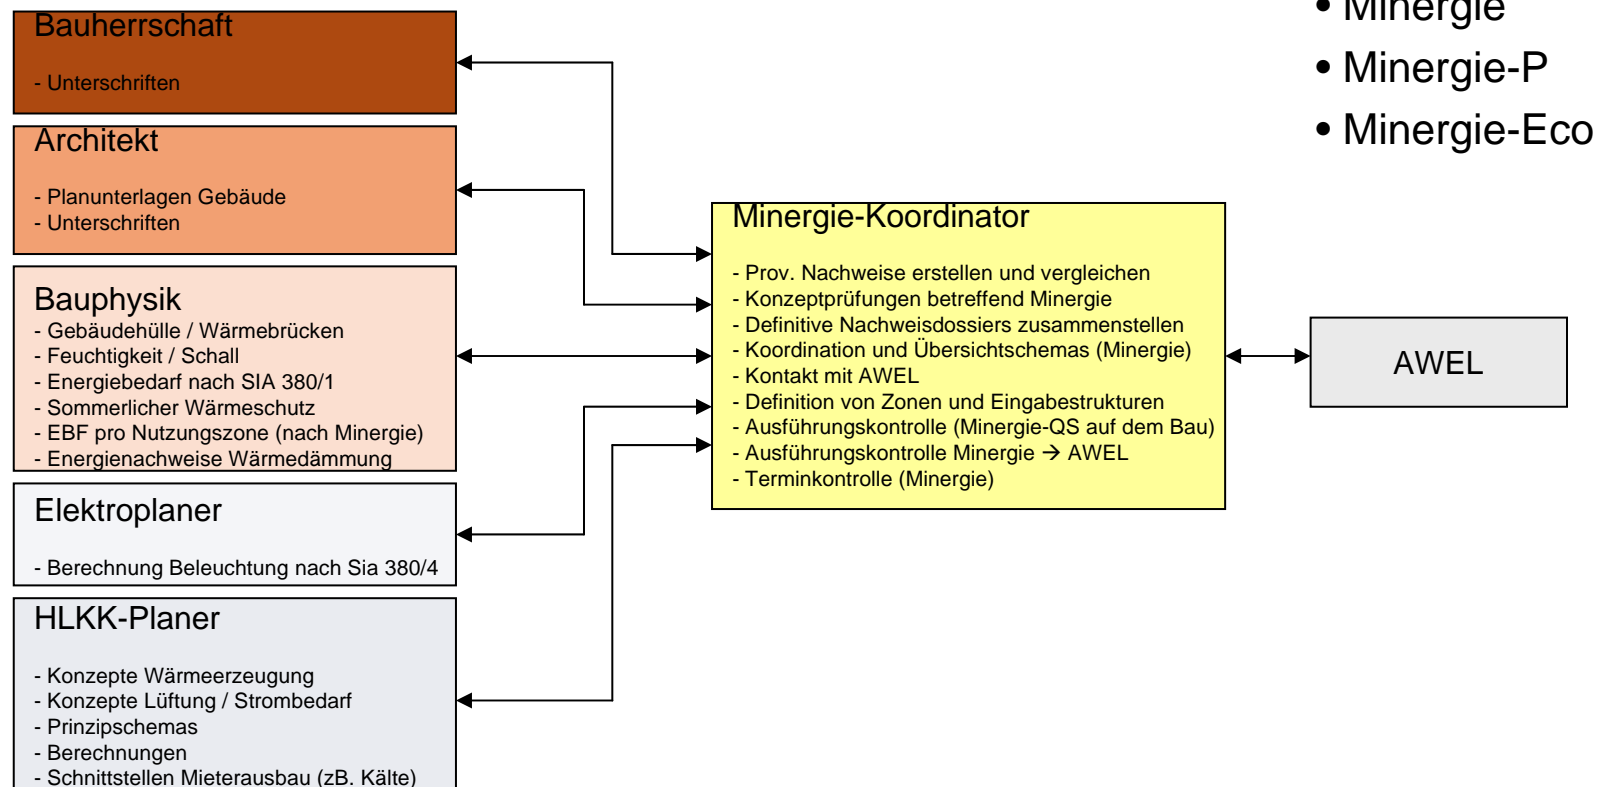 Bauherrschaft
- Unterschriften
Architekt
- Planunterlagen Gebäude
- Unterschriften
Bauphysik
- Gebäudehülle / Wärmebrücken
- Feuchtigkeit / Schall
- Energiebedarf nach SIA 380/1
- Sommerlicher Wärmeschutz
- EBF pro Nutzungszone (nach Minergie)
- Energienachweise Wärmedämmung
Elektroplaner
- Berechnung Beleuchtung nach Sia 380/4
HLKK-Planer
- Konzepte Wärmeerzeugung
- Konzepte Lüftung / Strombedarf
- Prinzipschemas
- Berechnungen
- Schnittstellen Mieterausbau (zB. Kälte)
Minergie-Koordinator
- Prov. Nachweise erstellen und vergleichen
- Konzeptprüfungen betreffend Minergie
- Definitive Nachweisdossiers zusammenstellen
- Koordination und Übersichtschemas (Minergie)
- Kontakt mit AWEL
- Definition von Zonen und Eingabestrukturen
- Ausführungskontrolle (Minergie-QS auf dem Bau)
- Ausführungskontrolle Minergie → AWEL
- Terminkontrolle (Minergie)
AWEL
• Minergie
• Minergie-P
• Minergie-Eco